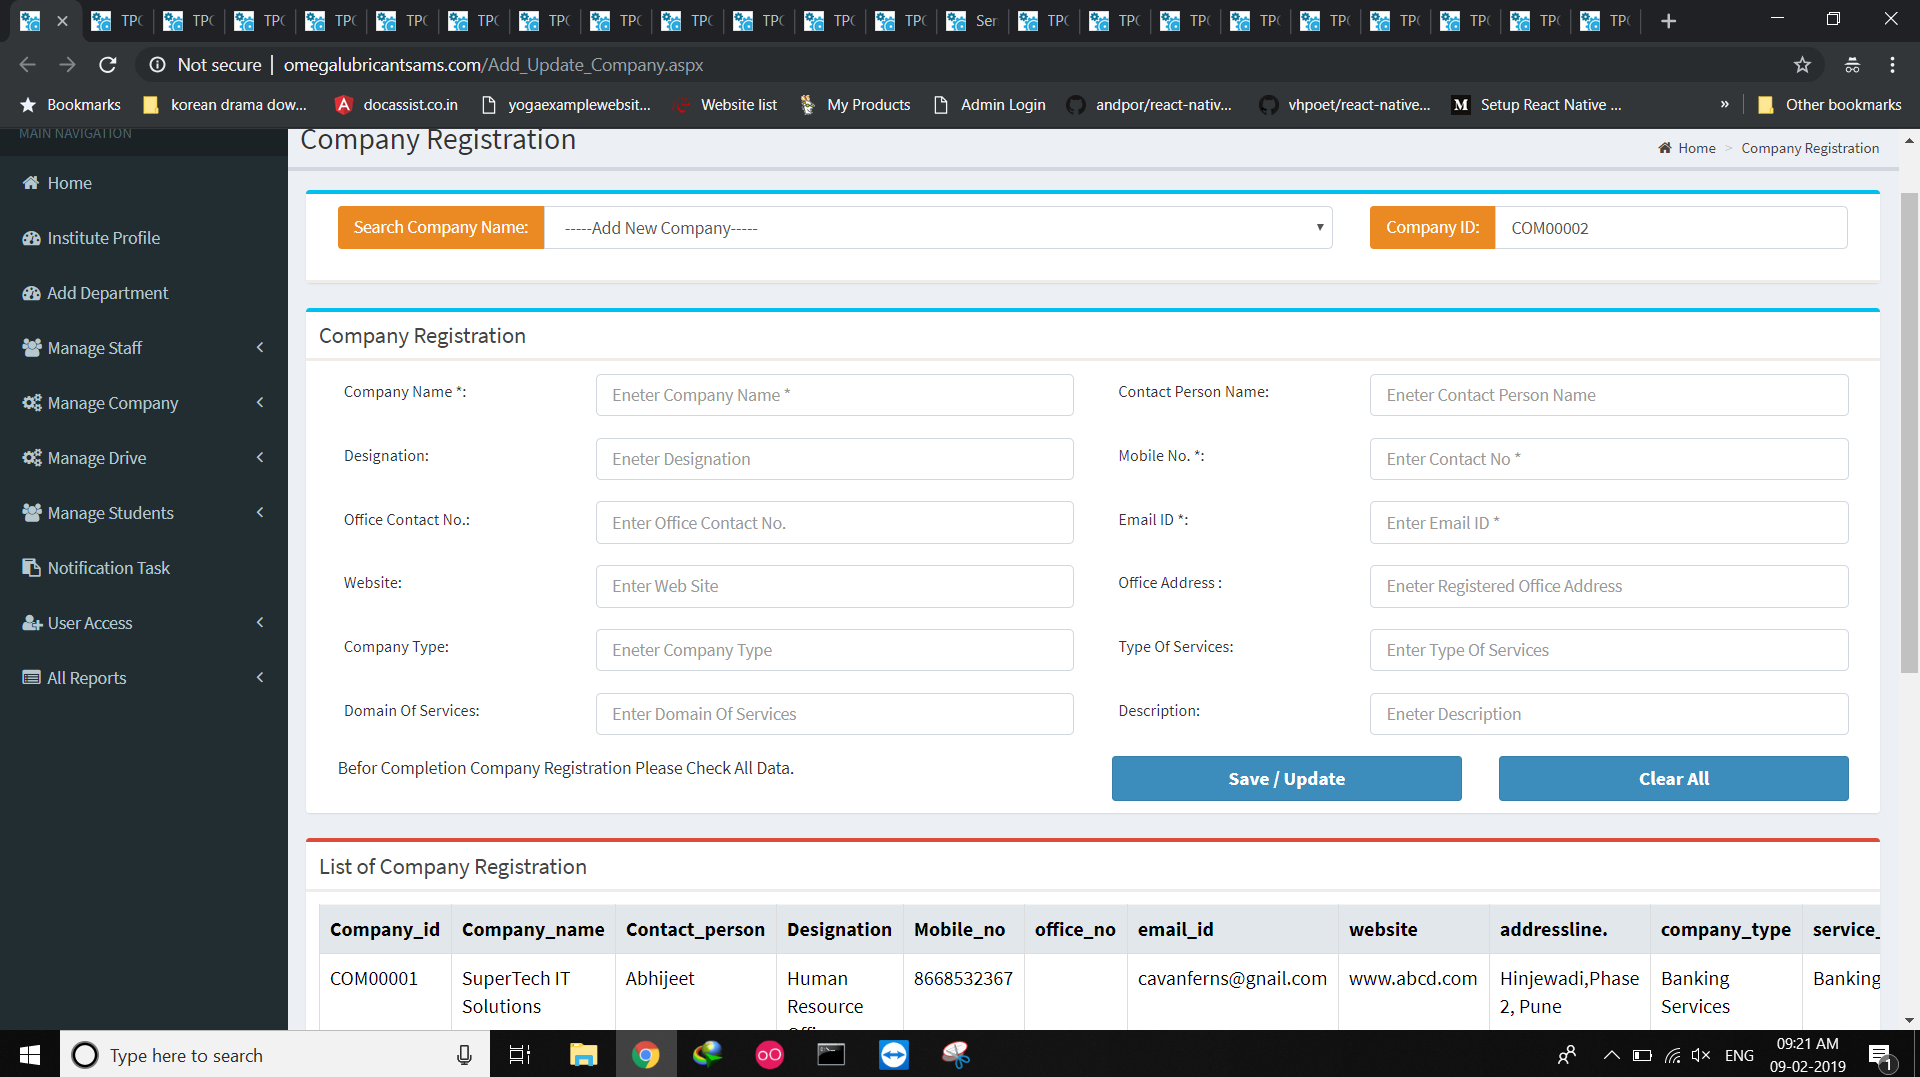 TPC TPC TPC TPC TPC TPC TPC TPC TPC TPC TPC TPC Ser TPC TPC TPC TPC TPC TPC TPC TPC TPC
Not secure | omegalubricantsams.com/Add_Update_Company.aspx
Bookmarks korean drama dow... docassist.co.in yogaexamplewebsit... Website list My Products Admin Login andpor/react-nativ... vhpoet/react-native... M Setup React Native ... » Other bookmarks
MAIN NAVIGATION
Home
Institute Profile
Add Department
Manage Staff
Manage Company
Manage Drive
Manage Students
Notification Task
User Access
All Reports
Company Registration
Home > Company Registration
Search Company Name: -----Add New Company----- Company ID: COM00002
Company Registration
Company Name *: Eneter Company Name * Contact Person Name: Eneter Contact Person Name
Designation: Eneter Designation Mobile No. *: Enter Contact No *
Office Contact No.: Enter Office Contact No. Email ID *: Enter Email ID *
Website: Enter Web Site Office Address : Eneter Registered Office Address
Company Type: Eneter Company Type Type Of Services: Enter Type Of Services
Domain Of Services: Enter Domain Of Services Description: Eneter Description
Befor Completion Company Registration Please Check All Data. Save / Update Clear All
List of Company Registration
Company_id Company_name Contact_person Designation Mobile_no office_no email_id website addressline. company_type service_
COM00001 SuperTech IT Abhijeet Human 8668532367 cavanferns@gnail.com www.abcd.com Hinjewadi,Phase Banking Banking
Solutions Resource 2, Pune Services
Type here to search
ENG
09:21 AM
09-02-2019
1